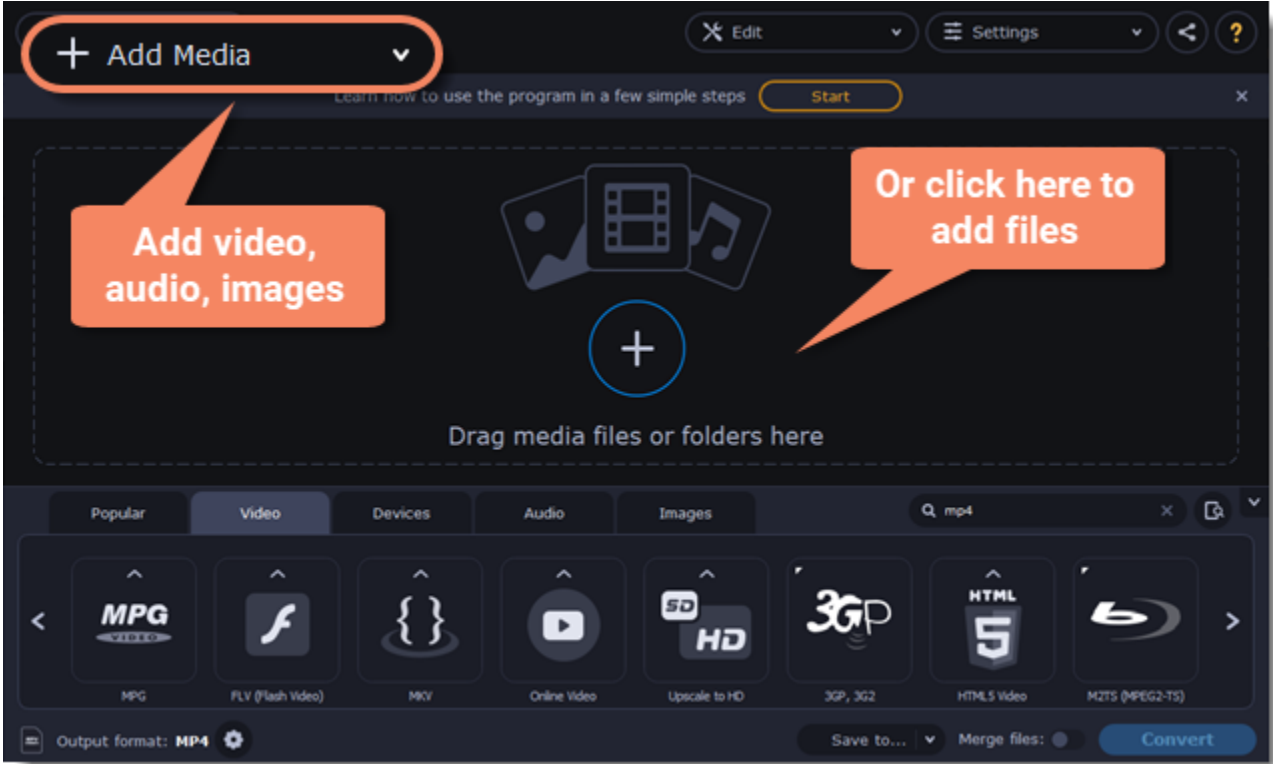 Add Media
Edit
Settings
?
Learn how to use the program in a few simple steps
Start
Add video,
audio, images
Or click here to
add files
Drag media files or folders here
Popular
Video
Devices
Audio
Images
mp4
MPG
VIDEO
SD
HD
3GP
HTML
5
MPG
FLV (Flash Video)
MKV
Online Video
Upscale to HD
3GP, 3G2
HTML5 Video
M2TS (MPEG2-TS)
Output format: MP4
Save to...
Merge files:
Convert